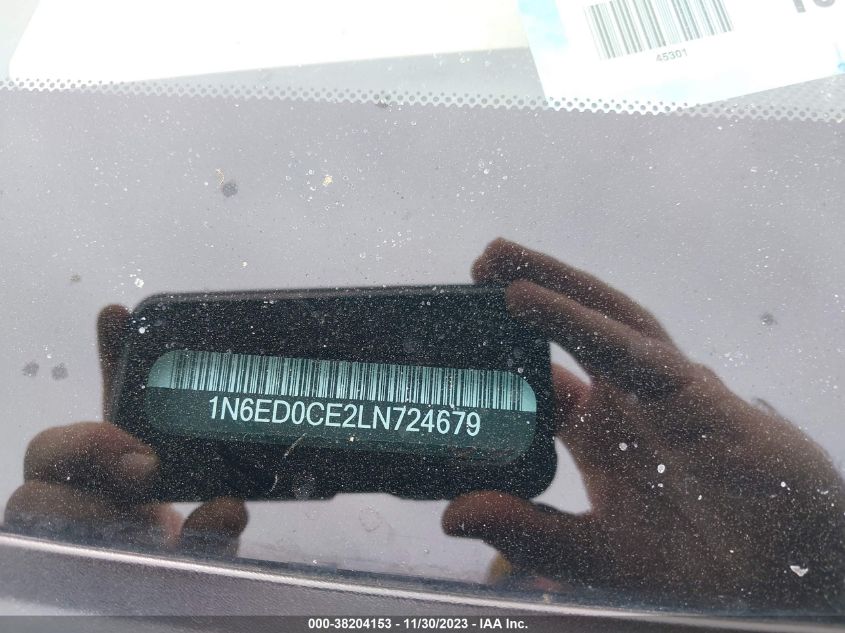 45301
1N6ED0CE2LN724679
000-38204153 - 11/30/2023 - IAA Inc.